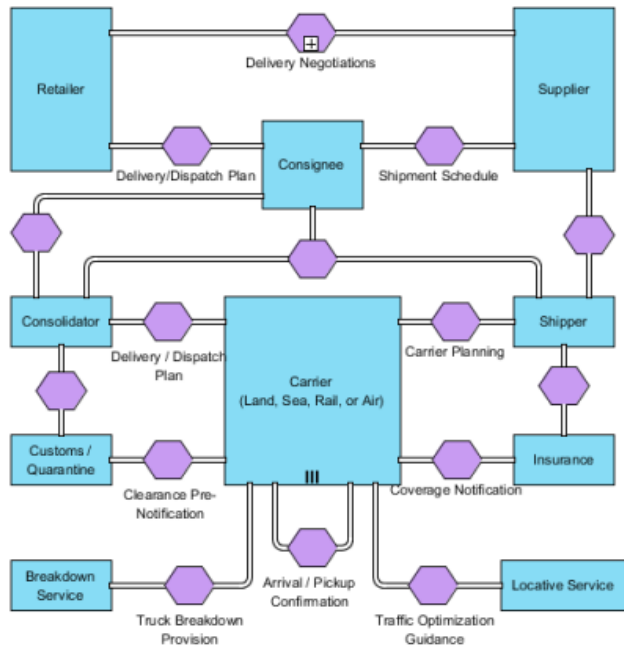 Delivery Negotiations
Retailer
Supplier
Consignee
Delivery/Dispatch Plan
Shipment Schedule
Consolidator
Shipper
Delivery / Dispatch
Plan
Carrier Planning
Carrier
(Land, Sea, Rail, or Air)
Customs /
Quarantine
Insurance
Clearance Pre-
Notification
Coverage Notification
Breakdown
Service
Arrival / Pickup
Confirmation
Locative Service
Truck Breakdown
Provision
Traffic Optimization
Guidance